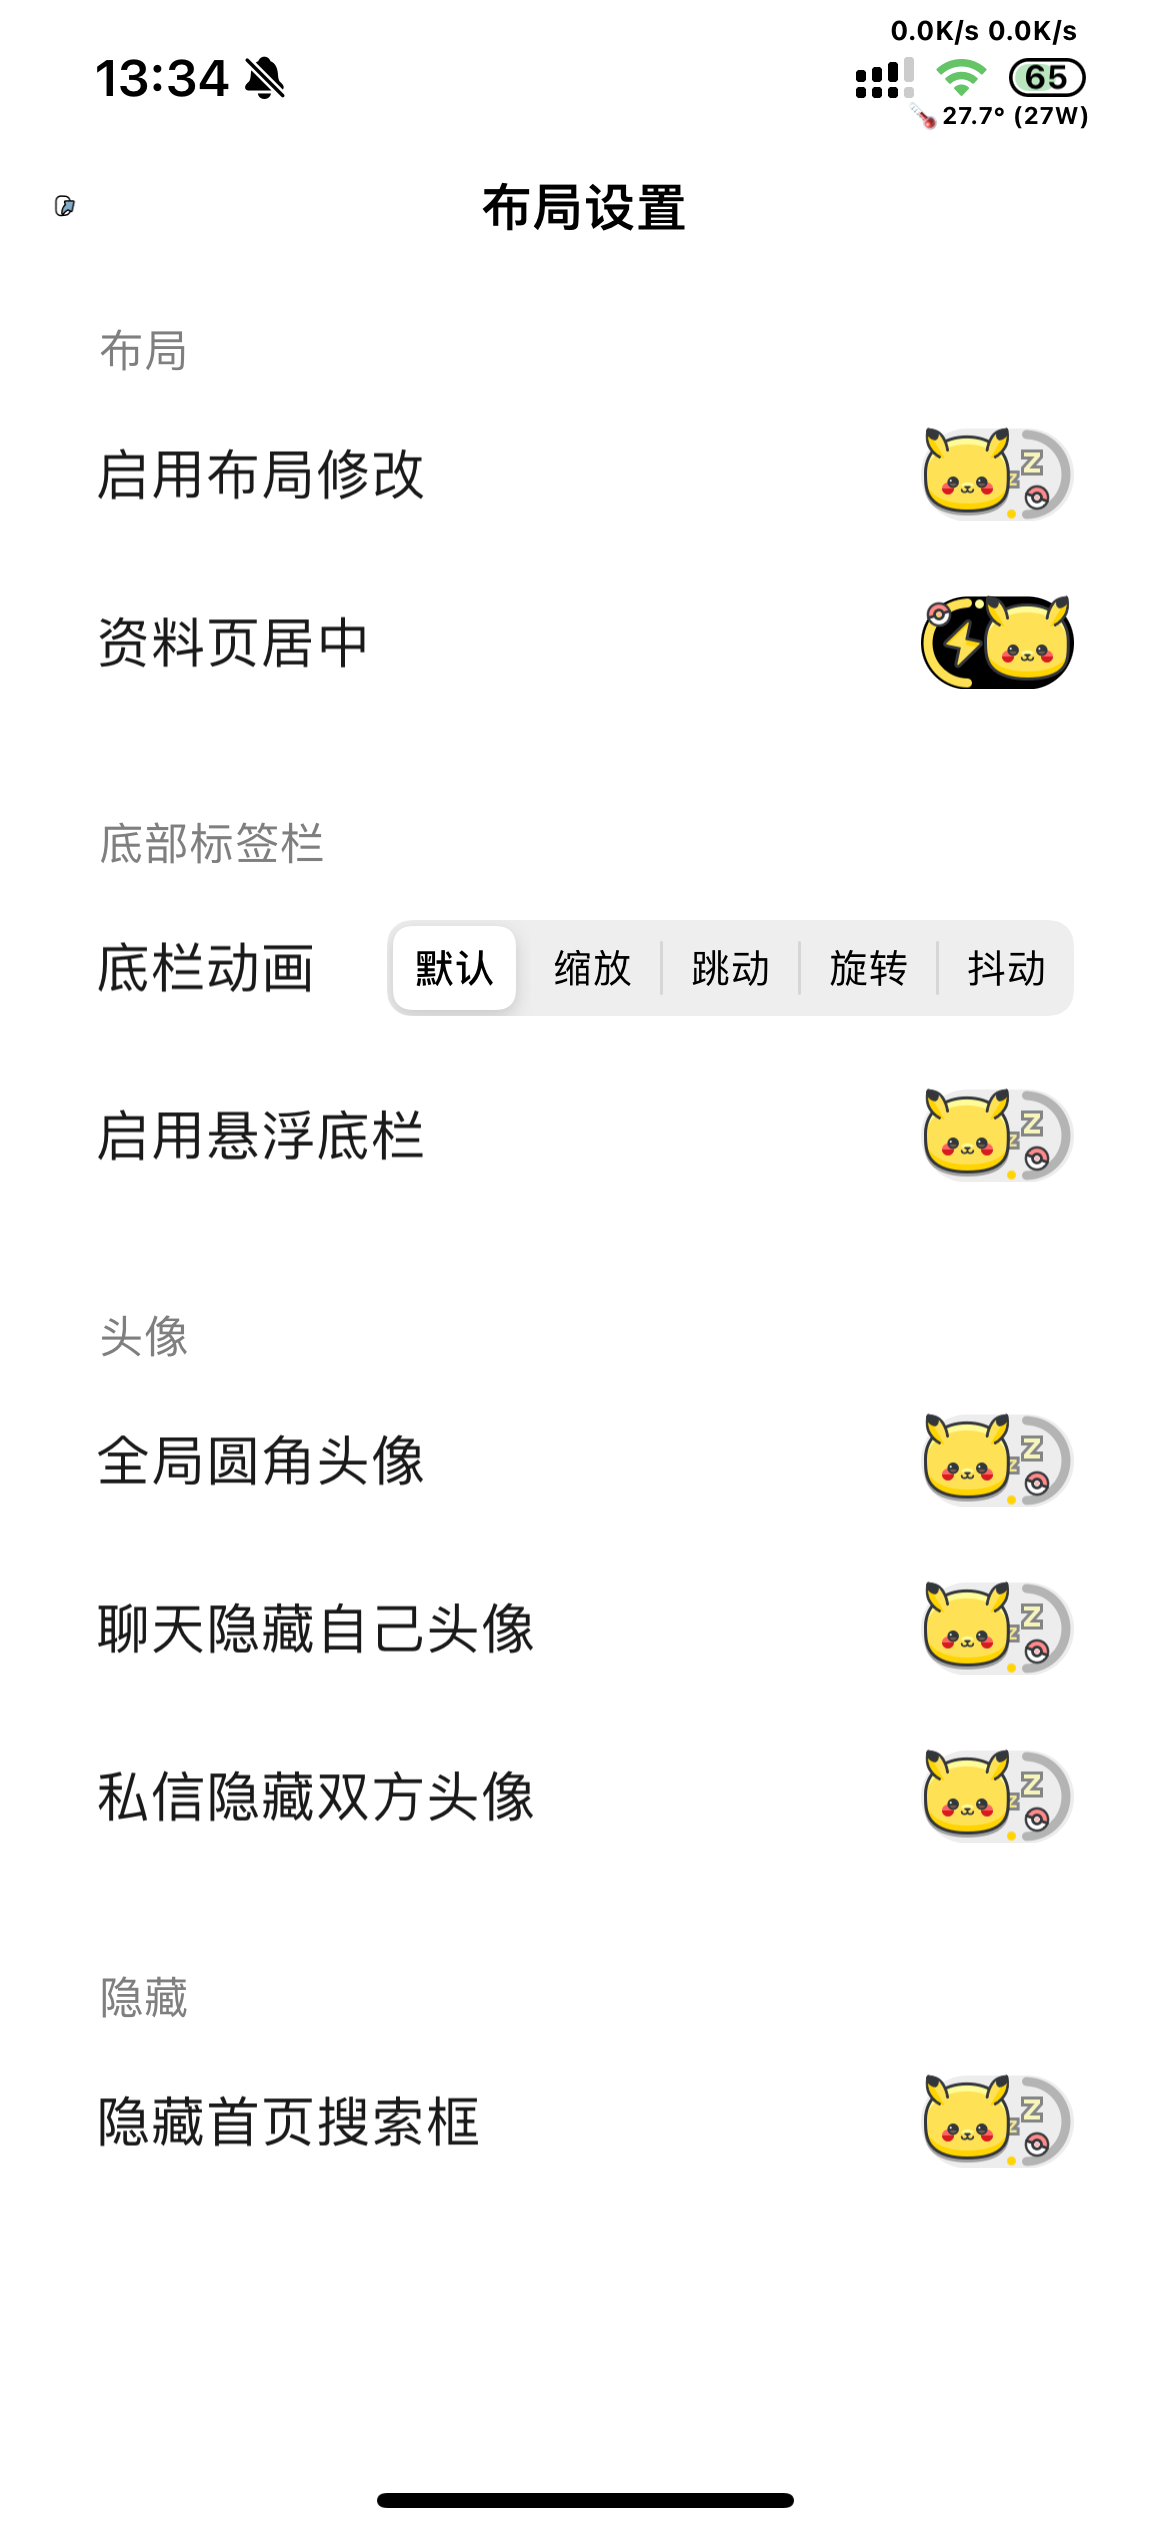 0.0K/s 0.0K/s
13:34
65
27.7° (27W)
布局设置
布局
启用布局修改
资料页居中
底部标签栏
底栏动画 默认 缩放 跳动 旋转 抖动
启用悬浮底栏
头像
全局圆角头像
聊天隐藏自己头像
私信隐藏双方头像
隐藏
隐藏首页搜索框